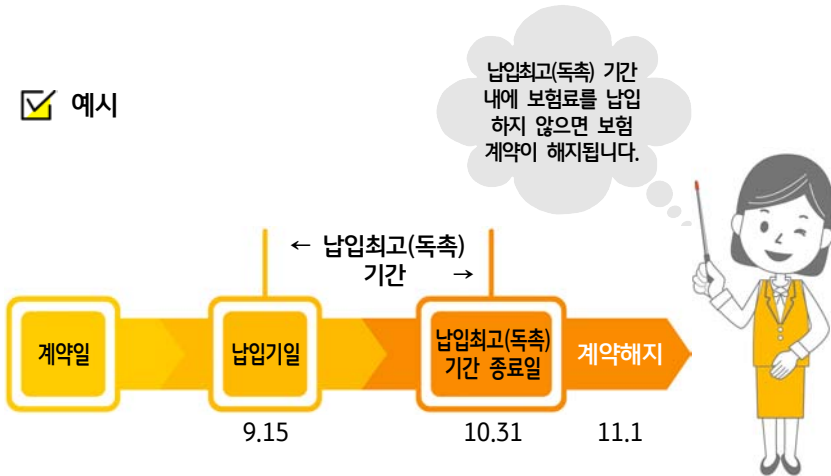 예시
납입최고(독촉) 기간
내에 보험료를 납입
하지 않으면 보험
계약이 해지됩니다.
← 납입최고(독촉)
기간 →
계약일
납입기일
납입최고(독촉)
기간 종료일
계약해지
9.15
10.31
11.1